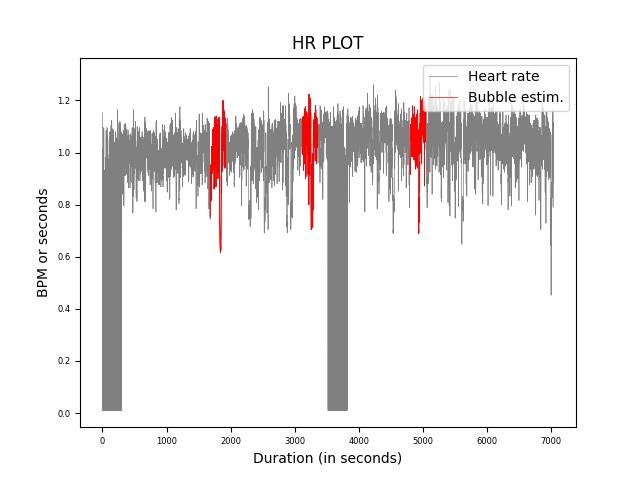 HR PLOT
Heart rate
Bubble estim.
BPM or seconds
1.2
1.0
0.8
0.6
0.4
0.2
0.0
0 1000 2000 3000 4000 5000 6000 7000
Duration (in seconds)